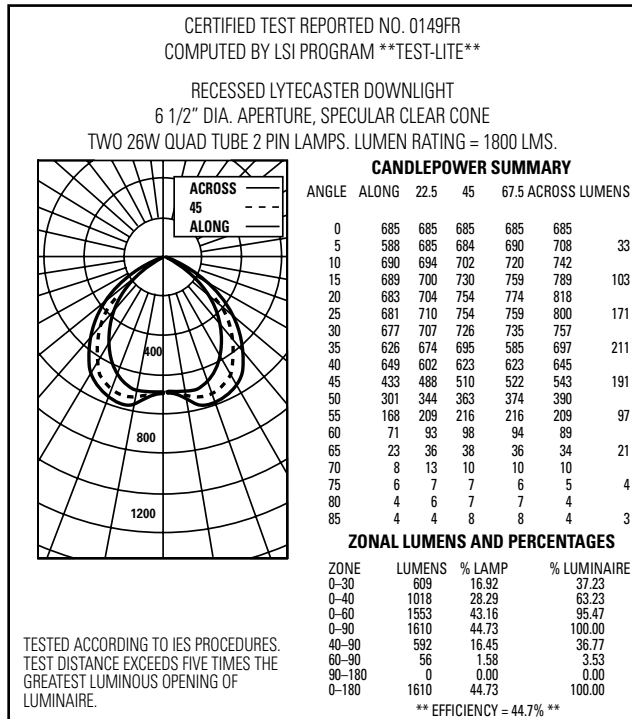 CERTIFIED TEST REPORTED NO. 0149FR
COMPUTED BY LSI PROGRAM **TEST-LITE**
RECESSED LYTECASTER DOWNLIGHT
6 1/2” DIA. APERTURE, SPECULAR CLEAR CONE
TWO 26W QUAD TUBE 2 PIN LAMPS. LUMEN RATING = 1800 LMS.
ACROSS
45
ALONG
400
800
1200
CANDLEPOWER SUMMARY
ANGLE ALONG 22.5 45 67.5 ACROSS LUMENS
0 685 685 685 685 685
5 588 685 684 690 708 33
10 690 694 702 720 742
15 689 700 730 759 789 103
20 683 704 754 774 818
25 681 710 754 759 800 171
30 677 707 726 735 757
35 626 674 695 585 697 211
40 649 602 623 623 645
45 433 488 510 522 543 191
50 301 344 363 374 390
55 168 209 216 216 209 97
60 71 93 98 94 89
65 23 36 38 36 34 21
70 8 13 10 10 10
75 6 7 7 6 5 4
80 4 6 7 7 4
85 4 4 8 8 4 3
ZONAL LUMENS AND PERCENTAGES
ZONE LUMENS % LAMP % LUMINAIRE
0–30 609 16.92 37.23
0–40 1018 28.29 63.23
0–60 1553 43.16 95.47
0–90 1610 44.73 100.00
40–90 592 16.45 36.77
60–90 56 1.58 3.53
90–180 0 0.00 0.00
0–180 1610 44.73 100.00
** EFFICIENCY = 44.7% **
TESTED ACCORDING TO IES PROCEDURES.
TEST DISTANCE EXCEEDS FIVE TIMES THE
GREATEST LUMINOUS OPENING OF
LUMINAIRE.